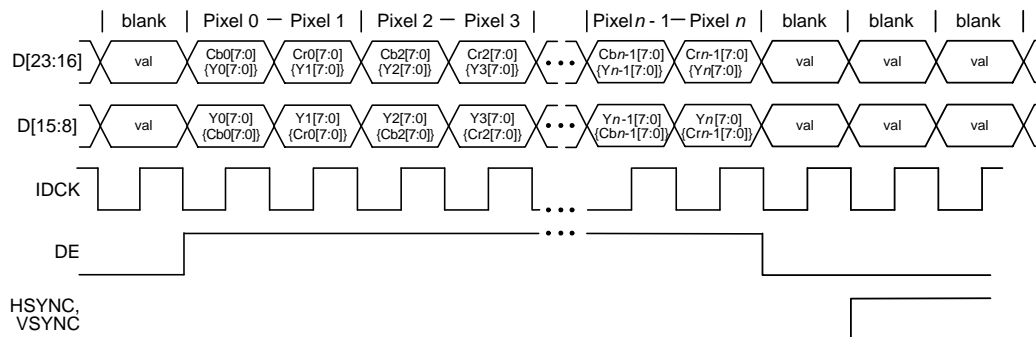 blank Pixel 0 — Pixel 1 Pixel 2 — Pixel 3 Pixel n - 1 — Pixel n blank blank blank
D[23:16] val Cb0[7:0] Cr0[7:0] Cb2[7:0] Cr2[7:0] ••• Cbn-1[7:0] Crn-1[7:0] val val val
{Y0[7:0]} {Y1[7:0]} {Y2[7:0]} {Y3[7:0]} {Yn-1[7:0]} {Yn[7:0]}
D[15:8] val Y0[7:0] Y1[7:0] Y2[7:0] Y3[7:0] ••• Yn-1[7:0] Yn[7:0] val val val
{Cb0[7:0]} {Cr0[7:0]} {Cb2[7:0]} {Cr2[7:0]} {Cbn-1[7:0]} {Crn-1[7:0]}
IDCK •••
DE •••
HSYNC,
VSYNC